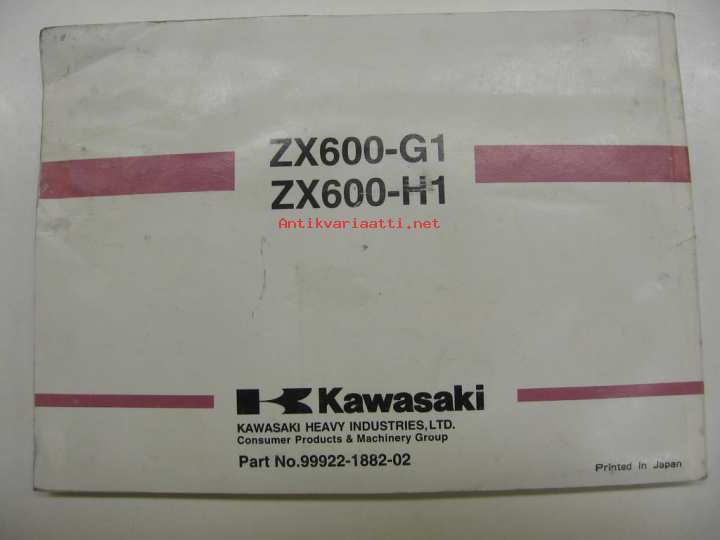 ZX600-G1
ZX600-H1
Antikvariaatti.net
Kawasaki
KAWASAKI HEAVY INDUSTRIES,LTD.
Consumer Products & Machinery Group
Part No.99922-1882-02
Printed in Japan